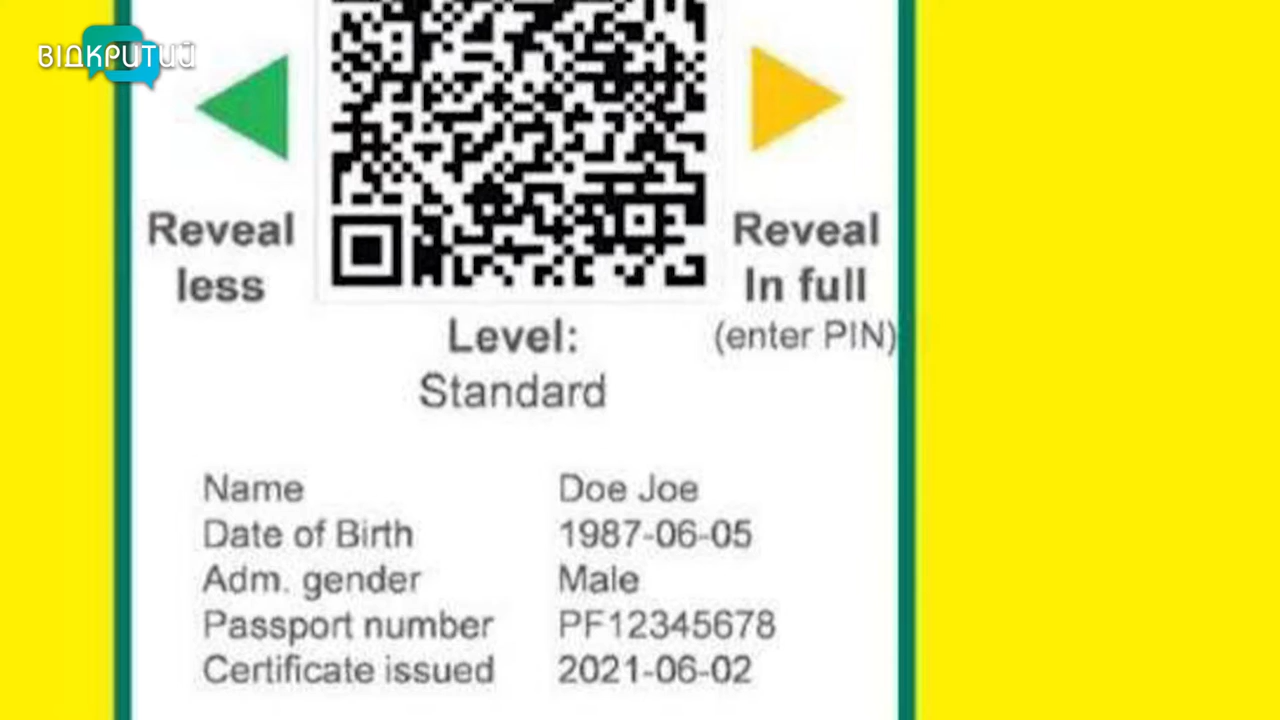 ВІДКРИТИЙ
Reveal
less
Reveal
In full
(enter PIN)
Level:
Standard
Name Doe Joe
Date of Birth 1987-06-05
Adm. gender Male
Passport number PF12345678
Certificate issued 2021-06-02